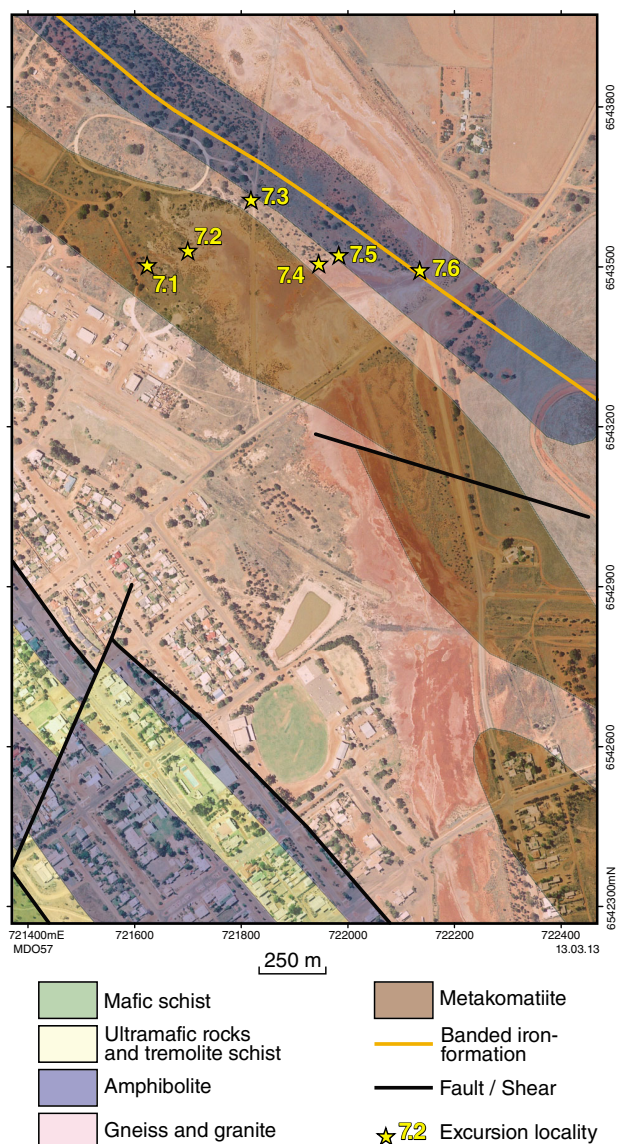 6543800
7.3
7.2
7.1
7.5
7.4
7.6
6543500
6543200
6542900
6542600
6542300mN
721400mE
721600
721800
722000
722200
722400
MDO57
13.03.13
250 m
Mafic schist
Ultramafic rocks
and tremolite schist
Amphibolite
Gneiss and granite
Metakomatiite
Banded iron-
formation
Fault / Shear
7.2 Excursion locality